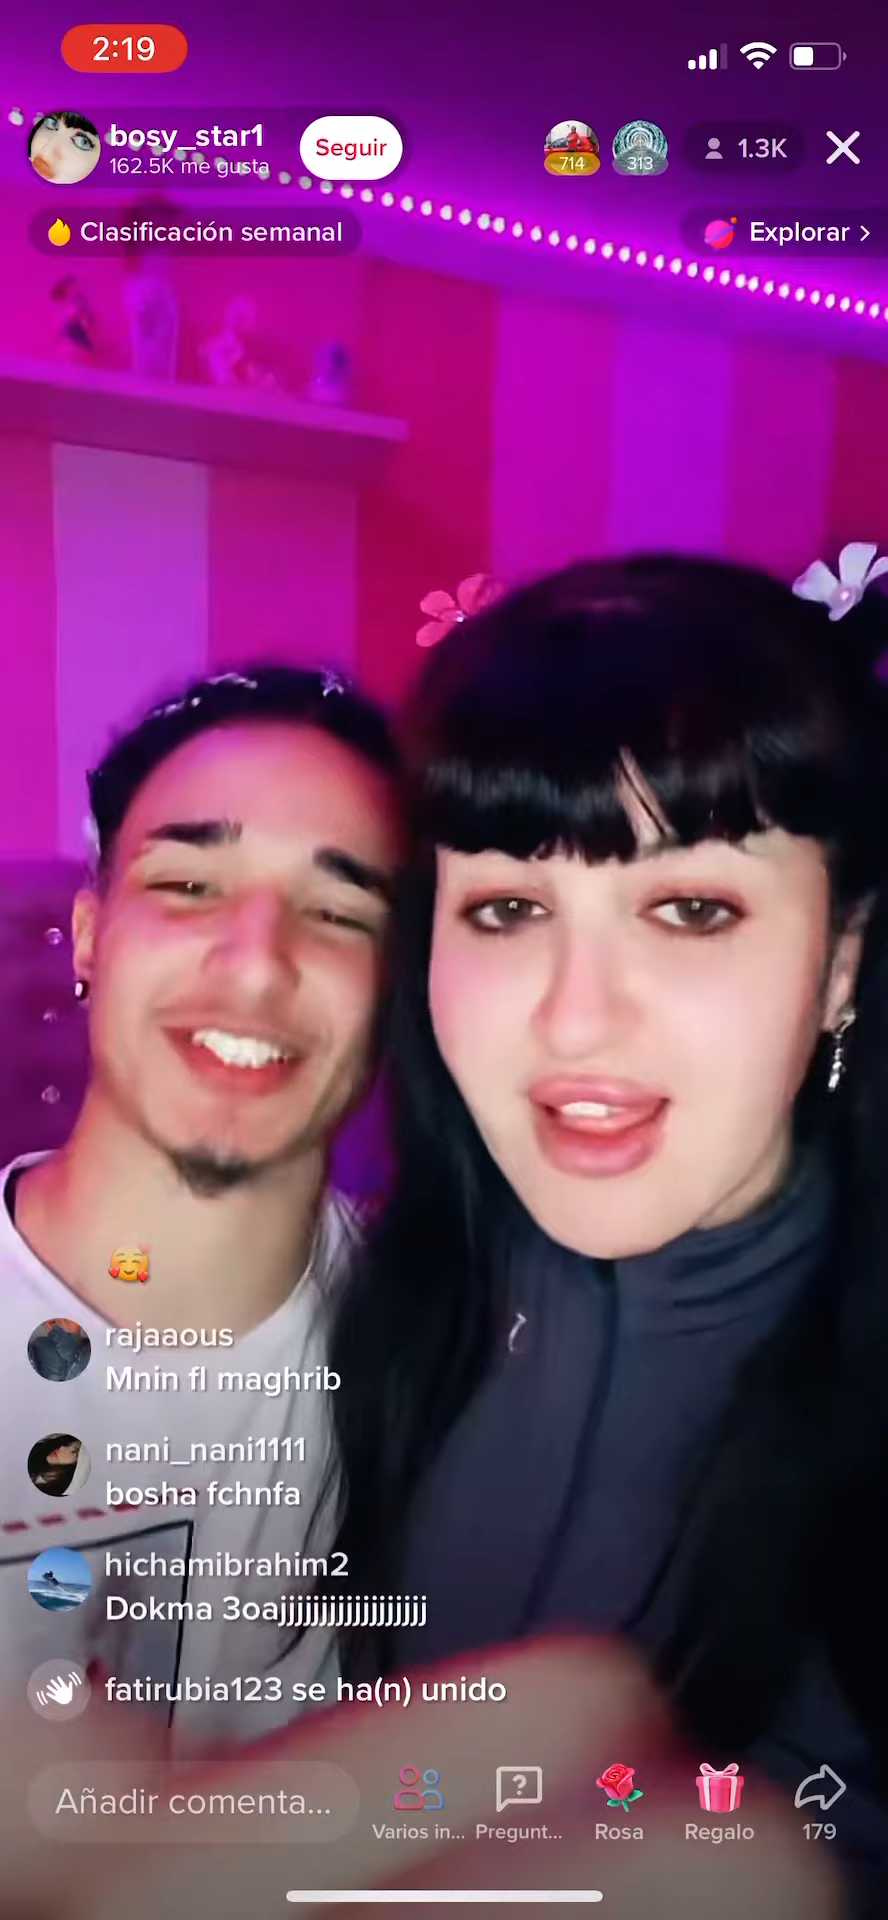 2:19
bosy_star1
162.5K me gusta
Seguir
714
313
1.3K
Clasificación semanal
Explorar >
rajaaous
Mnin fl maghrib
nani_nani1111
bosha fchnfa
hichamibrahim2
Dokma 3oajjjjjjjjjjjjjjjjjj
fatirubia123 se ha(n) unido
Añadir comenta...
Varios in...
Pregunt...
Rosa
Regalo
179